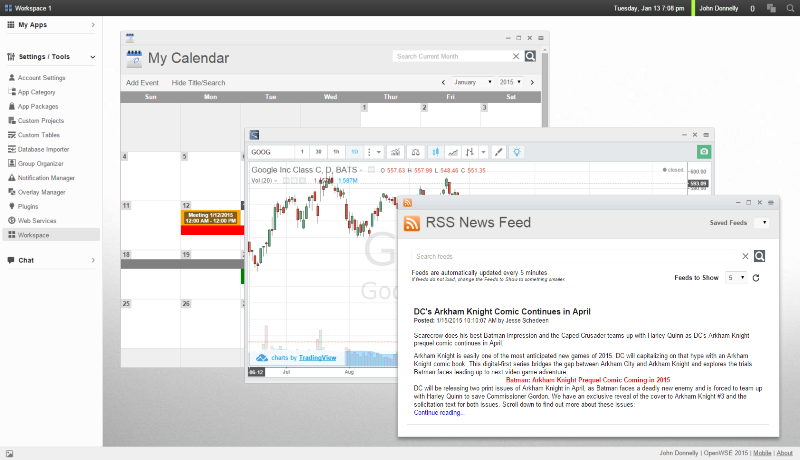 Workspace 1
Tuesday, Jan 13 7:08 pm
John Donnelly
0
My Apps
Settings / Tools
Account Settings
App Category
App Packages
Custom Projects
Custom Tables
Database Importer
Group Organizer
Notification Manager
Overlay Manager
Plugins
Web Services
Workspace
Chat
My Calendar
Search Current Month
Add Event
Hide Title/Search
January
2015
Sun Mon Tue Wed Thur Fri Sat
1 2 3
4 5
11 12
Meeting 1/12/2015
12:00 AM - 12:00 PM
18 19
25 26
GOOG
1 30 1h 1D
Google Inc Class C, D, BATS
O 557.63 H 557.99 L 548.46 C 551.35
closed
Vol (20)
1.587M
600.00
593.09
charts by TradingView
06-12
Jul
Aug
RSS News Feed
Saved Feeds
Search feeds
Feeds are automatically updated every 5 minutes.
If feeds do not load, change the Feeds to Show to something smaller.
Feeds to Show
5
DC's Arkham Knight Comic Continues in April
Posted: 1/15/2015 10:10:07 AM by Jesse Schedeen
Scarecrow does his best Batman Impression and the Caped Crusader teams up with Harley Quinn as DC's Arkham Knight
prequel comic continues in April.
Arkham Knight is easily one of the most anticipated new games of 2015. DC will capitalizing on that hype with an Arkham
Knight comic book. This digital-first series bridges the gap between Arkham City and Arkham Knight and explores the trials
Batman faces leading up to next video game adventure
Batman: Arkham Knight Prequel Comic Coming in 2015
DC will be releasing two print issues of Arkham Knight in April, as Batman faces a deadly new enemy and is forced to team up
with Harley Quinn to save Commissioner Gordon. We have an exclusive reveal of the cover to Arkham Knight #3 and the
solicitation text for both issues. Scroll down to find out more about these issues:
Continue reading...
John Donnelly | OpenWSE 2015 | Mobile | About